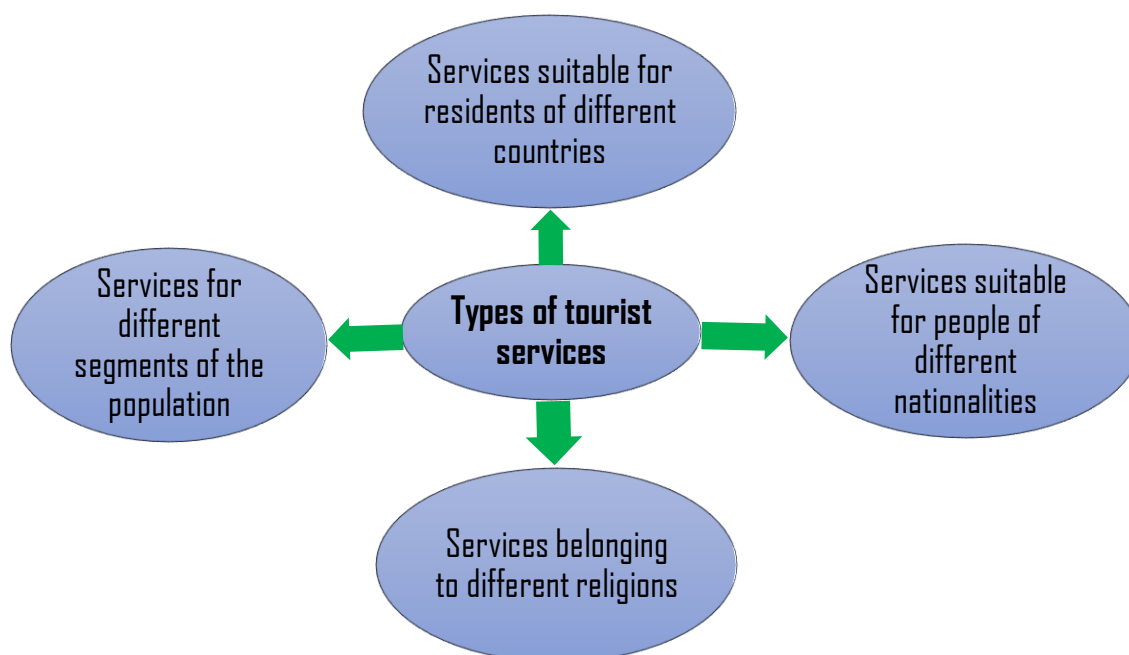 Services suitable for
residents of different
countries
Services for
different
segments of the
population
Types of tourist
services
Services suitable
for people of
different
nationalities
Services belonging
to different religions